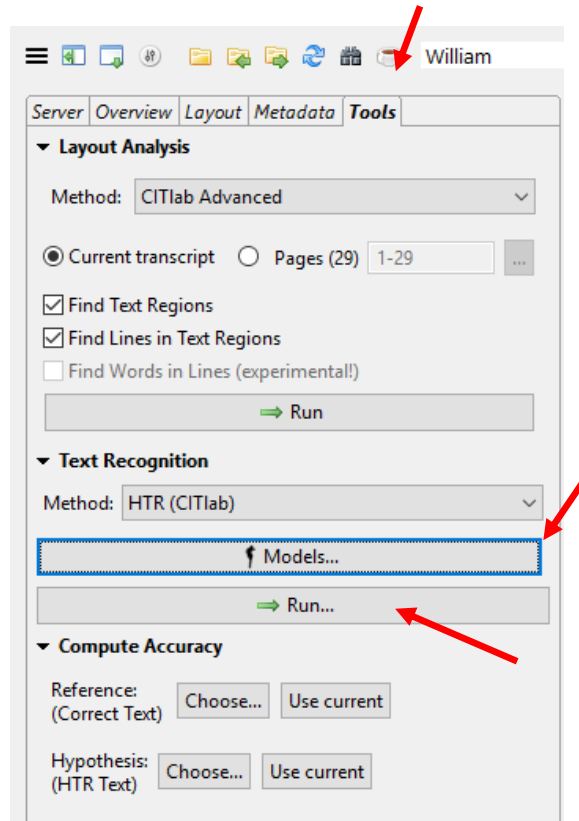 William
Server Overview Layout Metadata Tools
Layout Analysis
Method: CITlab Advanced
Current transcript Pages (29) 1-29 ...
Find Text Regions
Find Lines in Text Regions
Find Words in Lines (experimental!)
Run
Text Recognition
Method: HTR (CITlab)
Models...
Run...
Compute Accuracy
Reference:
(Correct Text) Choose... Use current
Hypothesis:
(HTR Text) Choose... Use current